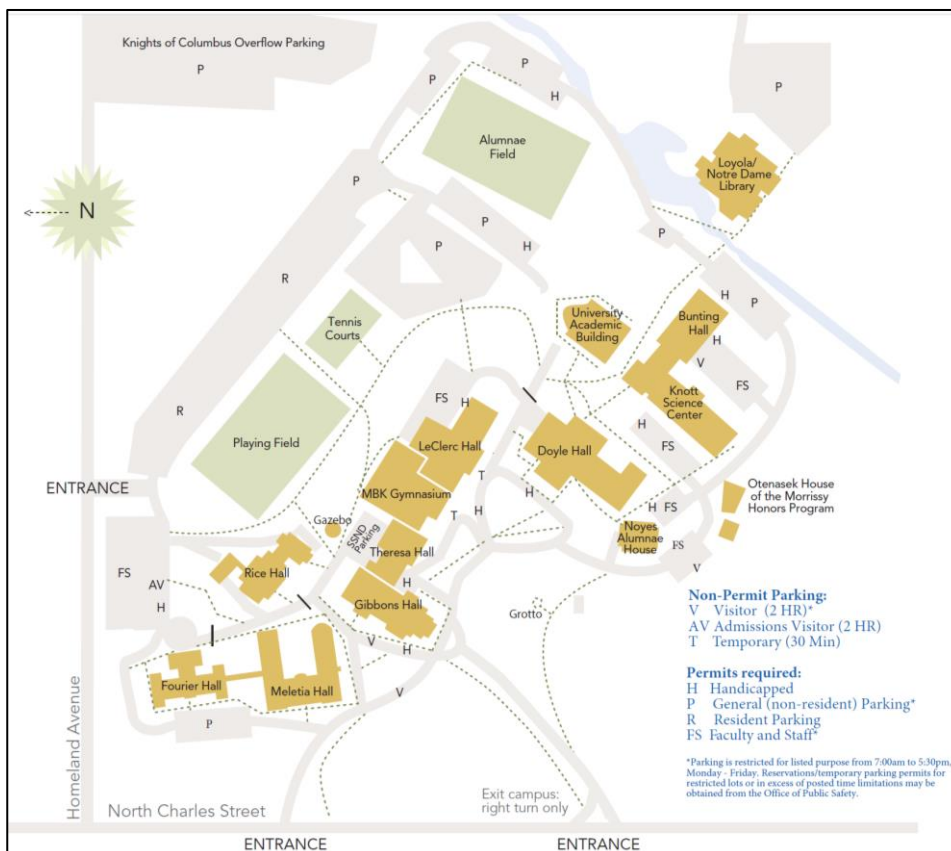 Knights of Columbus Overflow Parking
P
P
P
H
P
Alumnae
Field
Loyola/
Notre Dame
Library
N
P
P
H
P
P
R
H
P
Tennis
Courts
University
Academic
Building
Bunting
Hall
H
V
FS
Knott
Science
Center
R
Playing Field
FS
H
LeClerc Hall
Doyle Hall
H
FS
MBK Gymnasium
T
H
ENTRANCE
Otenasek House
of the Morrissy
Honors Program
Gazebo
SSND
Parking
T
H
H
FS
Noyes
Alumnae
House
FS
V
Theresa Hall
FS
AV
H
Rice Hall
H
Gibbons Hall
Grotto
V
H
Fourier Hall
Meletia Hall
V
P
Non-Permit Parking:
V Visitor (2 HR)*
AV Admissions Visitor (2 HR)
T Temporary (30 Min)
Permits required:
H Handicapped
P General (non-resident) Parking*
R Resident Parking
FS Faculty and Staff*
*Parking is restricted for listed purpose from 7:00am to 5:30pm,
Monday - Friday. Reservations/temporary parking permits for
restricted lots or in excess of posted time limitations may be
obtained from the Office of Public Safety.
Homeland Avenue
North Charles Street
Exit campus:
right turn only
ENTRANCE
ENTRANCE